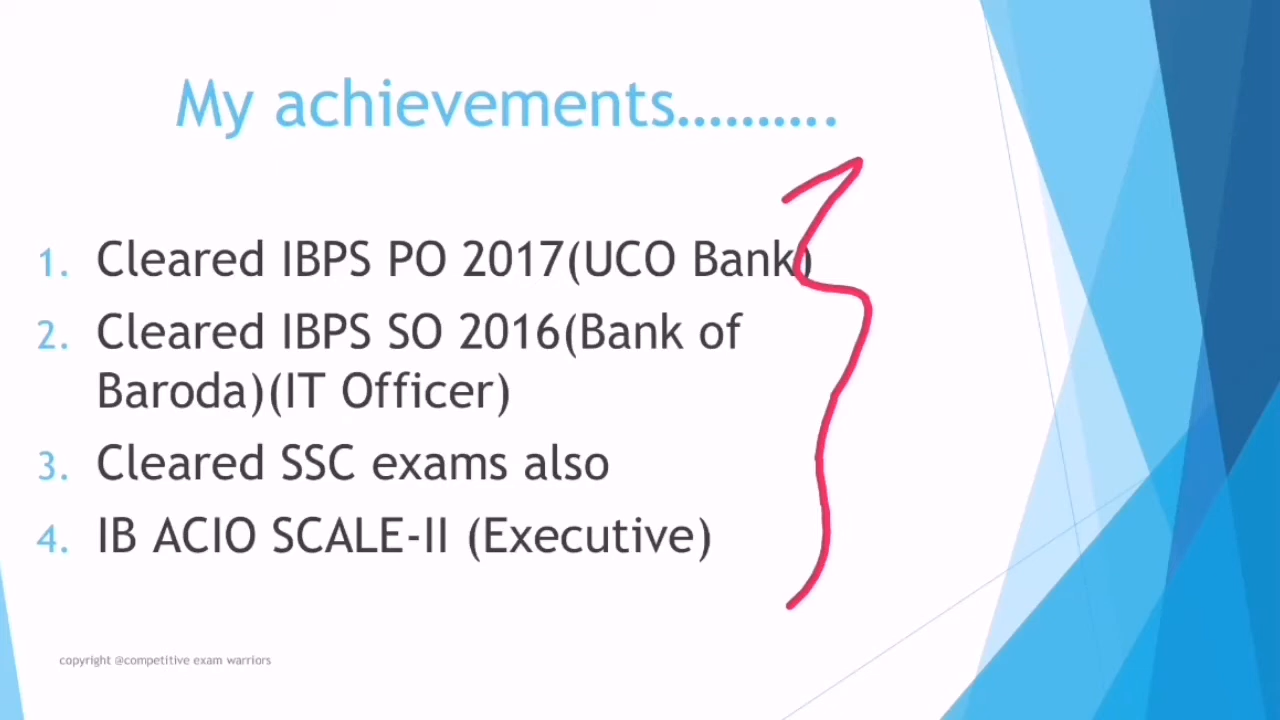 My achievements..........
1. Cleared IBPS PO 2017(UCO Bank)
2. Cleared IBPS SO 2016(Bank of
Baroda)(IT Officer)
3. Cleared SSC exams also
4. IB ACIO SCALE-II (Executive)
copyright @competitive exam warriors